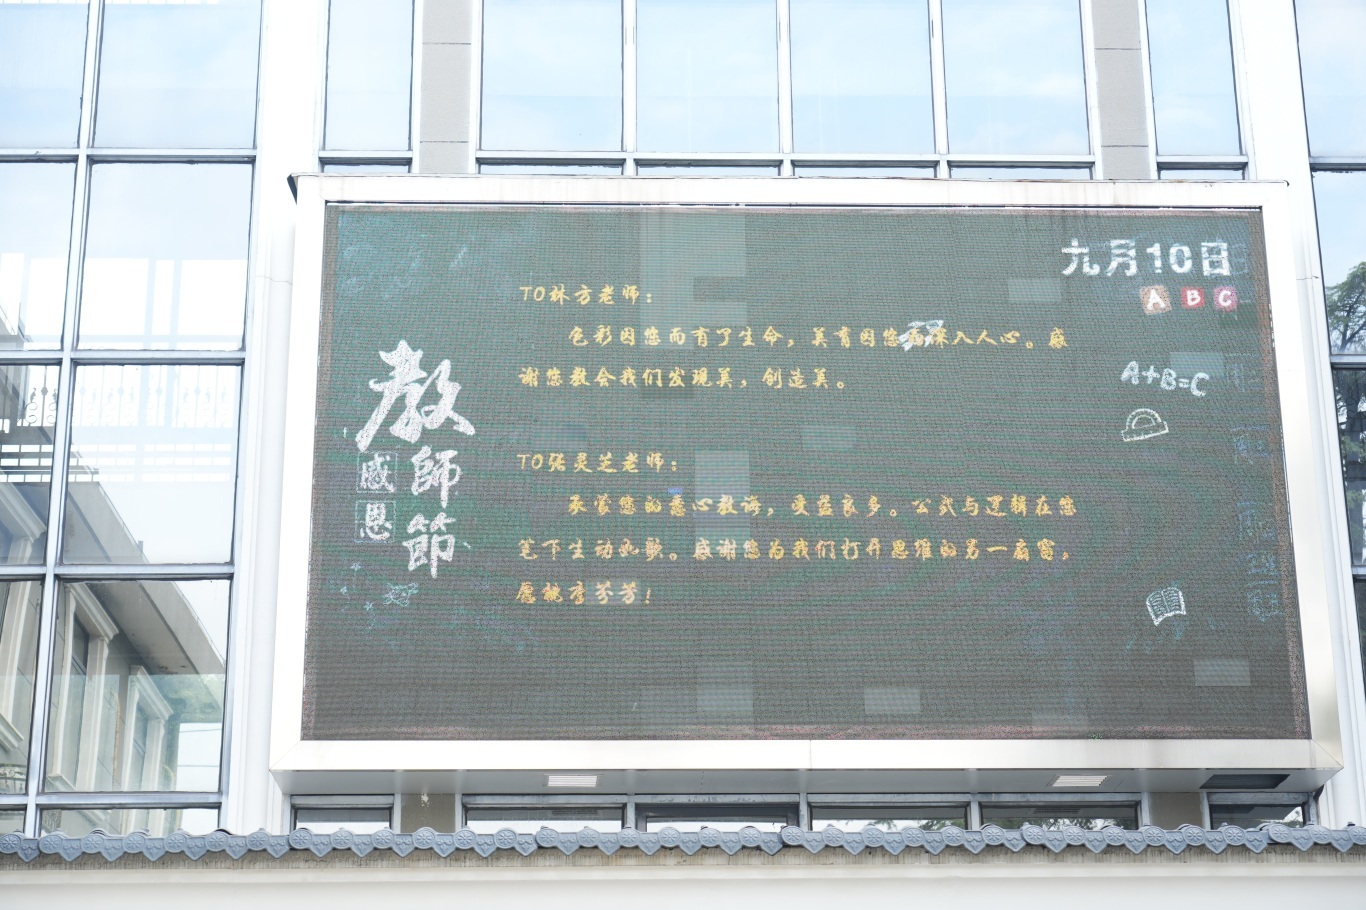 九月10日
A B C
TO林方老师：
色彩因您而有了生命，美育因您而深入人心。感
谢您教会我们发现美，创造美。
A+B=C
教師節
感恩
TO张灵芝老师：
承蒙您的慈心教诲，受益良多。公式与逻辑在您
笔下生动如歌。感谢您为我们打开思维的另一扇窗，
愿桃李芬芳！